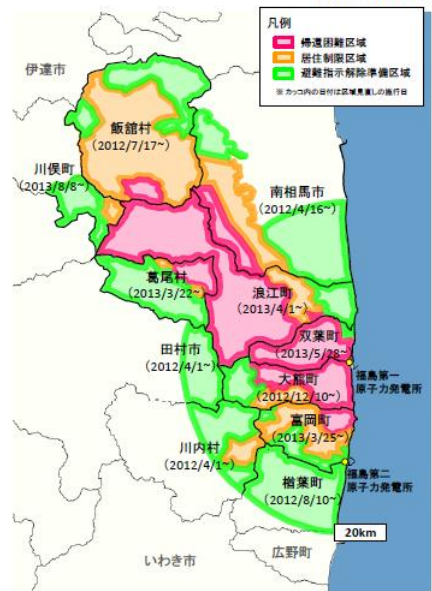 凡例
帰還困難区域
居住制限区域
避難指示解除準備区域
※ カッコ内の日付は区域見直しの施行日
伊達市
飯舘村
(2012/7/17~)
川俣町
(2013/8/8~)
南相馬市
(2012/4/16~)
葛尾村
(2013/3/22~)
浪江町
(2013/4/1~)
双葉町
(2013/5/28~)
田村市
(2012/4/1~)
福島第一
原子力発電所
大熊町
(2012/12/10~)
富岡町
(2013/3/25~)
川内村
(2012/4/1~)
福島第二
原子力発電所
楢葉町
(2012/8/10~)
20km
いわき市
広野町